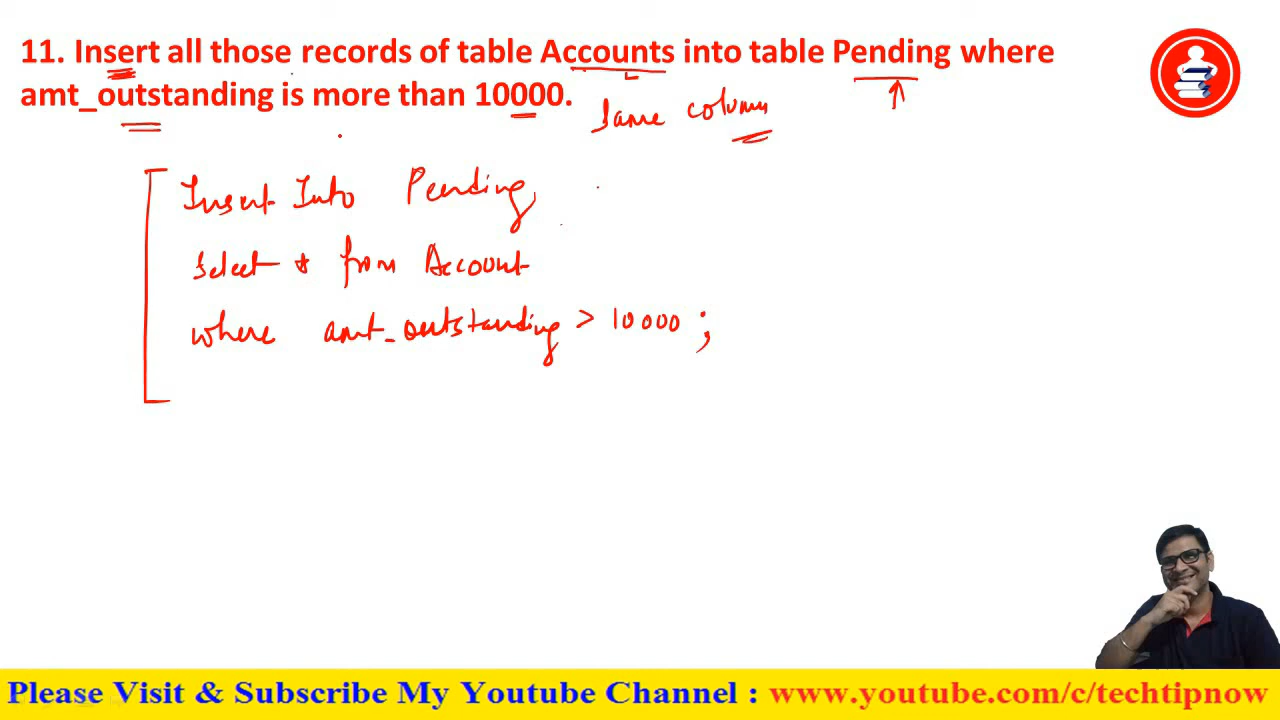 11. Insert all those records of table Accounts into table Pending where
amt_outstanding is more than 10000.
Same column
Insert Into Pending
Select * from Account
where amt_outstanding > 10000 ;
Please Visit & Subscribe My Youtube Channel : www.youtube.com/c/techtipnow